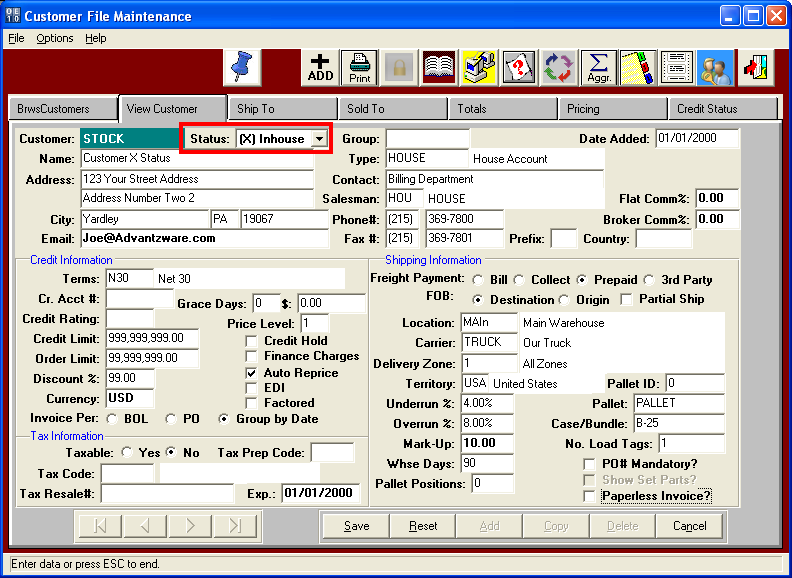 Customer File Maintenance
File Options Help
ADD Print Aggr.
BrwsCustomers View Customer Ship To Sold To Totals Pricing Credit Status
Customer: STOCK Status: (X) Inhouse Group: Date Added: 01/01/2000
Name: Customer X Status Type: HOUSE House Account
Address: 123 Your Street Address Contact: Billing Department
Address Number Two 2 Salesman: HOU HOUSE Flat Comm%: 0.00
City: Yardley PA 19067 Phone#: (215) 369-7800 Broker Comm%: 0.00
Email: Joe@Advantzware.com Fax #: (215) 369-7801 Prefix: Country:
Credit Information
Terms: N30 Net 30
Cr. Acct #: Grace Days: 0 $: 0.00
Credit Rating: Price Level: 1
Credit Limit: 999,999,999.00 Credit Hold
Order Limit: 99,999,999.00 Finance Charges
Discount %: 99.00 Auto Reprice
EDI
Currency: USD Factored
Invoice Per: BOL PO Group by Date
Tax Information
Taxable: Yes No Tax Prep Code:
Tax Code:
Tax Resale#: Exp.: 01/01/2000
Shipping Information
Freight Payment: Bill Collect Prepaid 3rd Party
FOB: Destination Origin Partial Ship
Location: MAIn Main Warehouse
Carrier: TRUCK Our Truck
Delivery Zone: 1 All Zones
Territory: USA United States Pallet ID: 0
Underrun %: 4.00% Pallet: PALLET
Overrun %: 8.00% Case/Bundle: B-25
Mark-Up: 10.00 No. Load Tags: 1
Whse Days: 90 PO# Mandatory?
Pallet Positions: 0 Show Set Parts?
Paperless Invoice?
Save Reset Add Copy Delete Cancel
Enter data or press ESC to end.